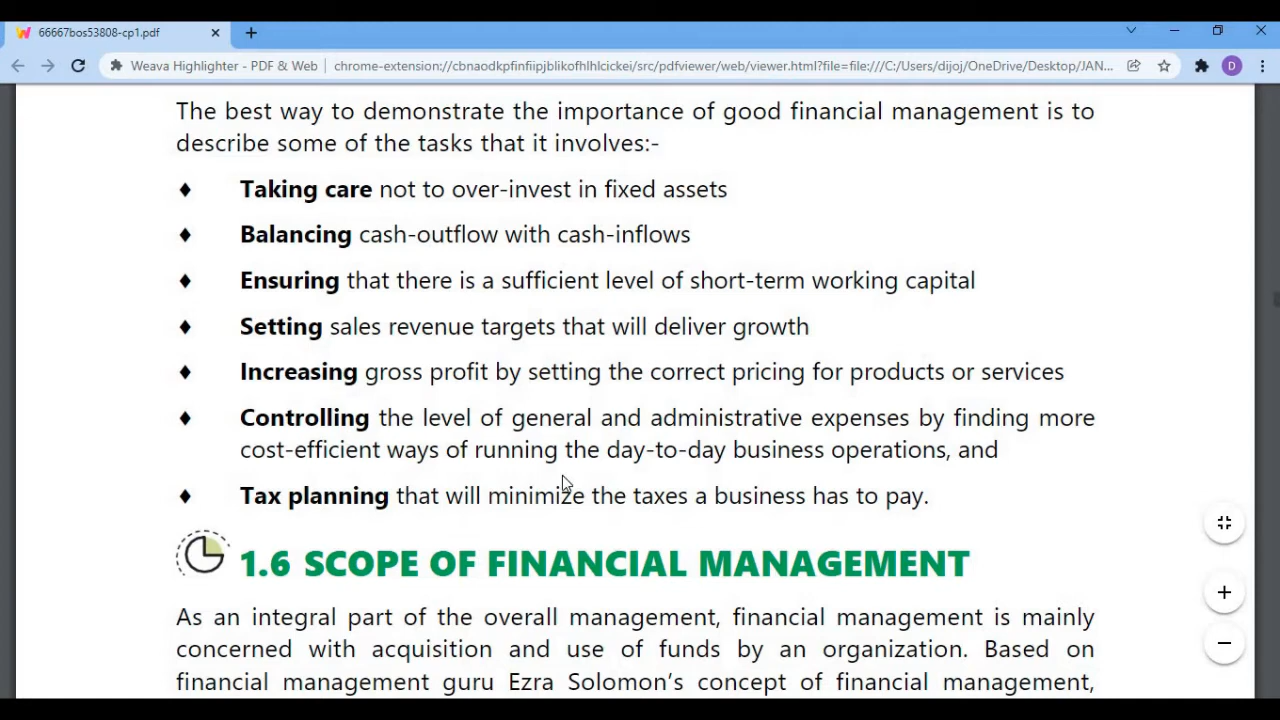 66667bos53808-cp1.pdf
Weava Highlighter - PDF & Web chrome-extension://cbnaodkpfinfiipjblikofhlhlcickei/src/pdfviewer/web/viewer.html?file=file:///C:/Users/dijoj/OneDrive/Desktop/JAN...
D
The best way to demonstrate the importance of good financial management is to
describe some of the tasks that it involves:-
♦ Taking care not to over-invest in fixed assets
♦ Balancing cash-outflow with cash-inflows
♦ Ensuring that there is a sufficient level of short-term working capital
♦ Setting sales revenue targets that will deliver growth
♦ Increasing gross profit by setting the correct pricing for products or services
♦ Controlling the level of general and administrative expenses by finding more
cost-efficient ways of running the day-to-day business operations, and
♦ Tax planning that will minimize the taxes a business has to pay.
1.6 SCOPE OF FINANCIAL MANAGEMENT
As an integral part of the overall management, financial management is mainly
concerned with acquisition and use of funds by an organization. Based on
financial management guru Ezra Solomon's concept of financial management,